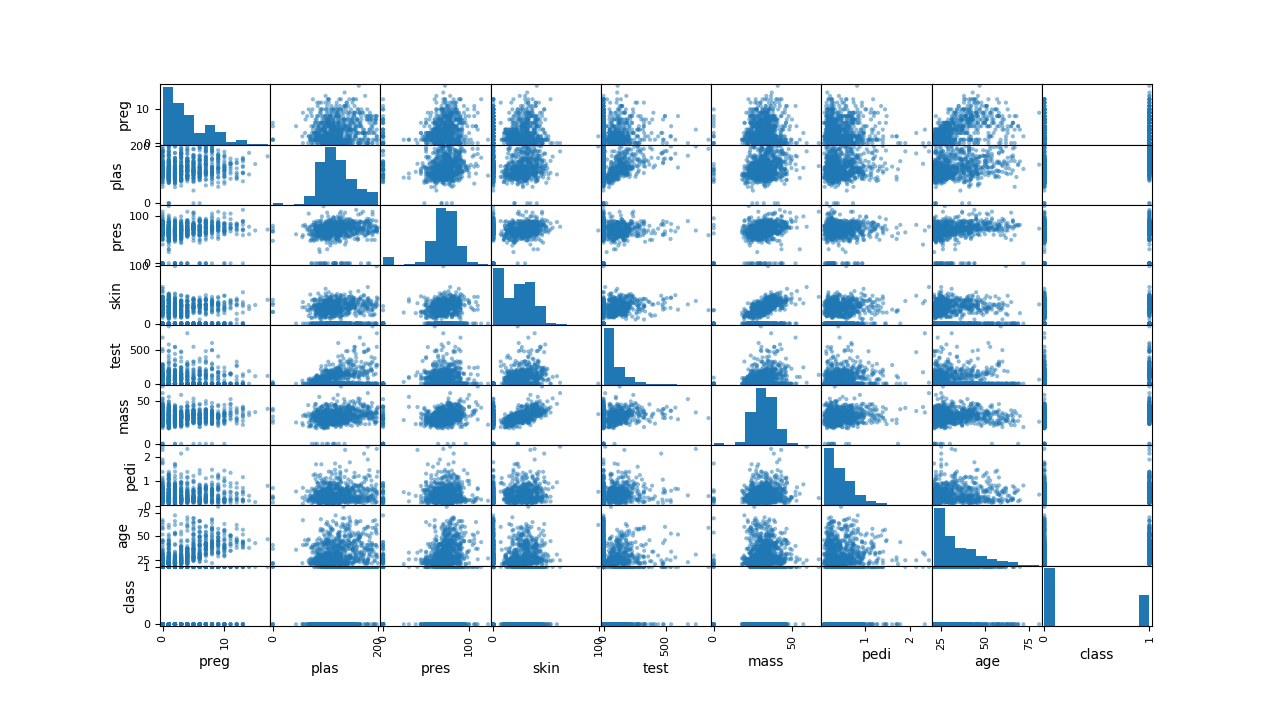 preg
10
0
plas
200
0
pres
100
0
skin
100
0
test
500
0
mass
50
0
pedi
2
1
0
age
75
50
25
class
1
0
0 10
0 200
0 100
0 100
0 500
0 50
1 2
25 50 75
0 1
preg plas pres skin test mass pedi age class